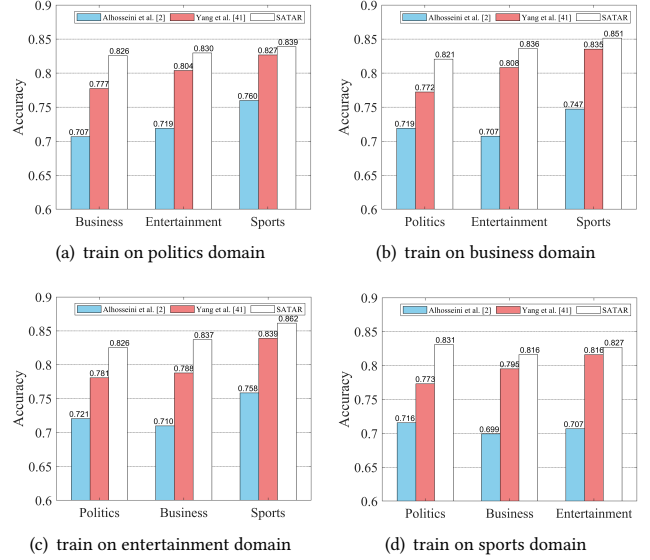 0.9
0.85
0.8
0.75
0.7
0.65
0.6
Accuracy
Alhosseini et al. [2] Yang et al. [41] SATAR
0.707 0.777 0.826
0.719 0.804 0.830
0.760 0.827 0.839
Business Entertainment Sports
(a) train on politics domain
0.9
0.85
0.8
0.75
0.7
0.65
0.6
Accuracy
Alhosseini et al. [2] Yang et al. [41] SATAR
0.719 0.772 0.821
0.707 0.808 0.836
0.747 0.835 0.851
Politics Entertainment Sports
(b) train on business domain
0.9
0.85
0.8
0.75
0.7
0.65
0.6
Accuracy
Alhosseini et al. [2] Yang et al. [41] SATAR
0.721 0.781 0.826
0.710 0.788 0.837
0.758 0.839 0.862
Politics Business Sports
(c) train on entertainment domain
0.9
0.85
0.8
0.75
0.7
0.65
0.6
Accuracy
Alhosseini et al. [2] Yang et al. [41] SATAR
0.716 0.773 0.831
0.699 0.795 0.816
0.707 0.816 0.827
Politics Business Entertainment
(d) train on sports domain